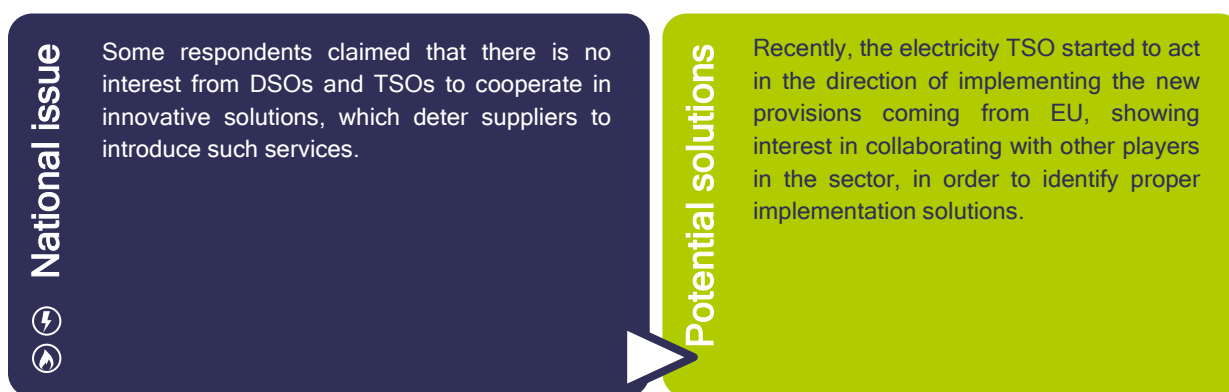 National issue
Some respondents claimed that there is no
interest from DSOs and TSOs to cooperate in
innovative solutions, which deter suppliers to
introduce such services.
Potential solutions
Recently, the electricity TSO started to act
in the direction of implementing the new
provisions coming from EU, showing
interest in collaborating with other players
in the sector, in order to identify proper
implementation solutions.